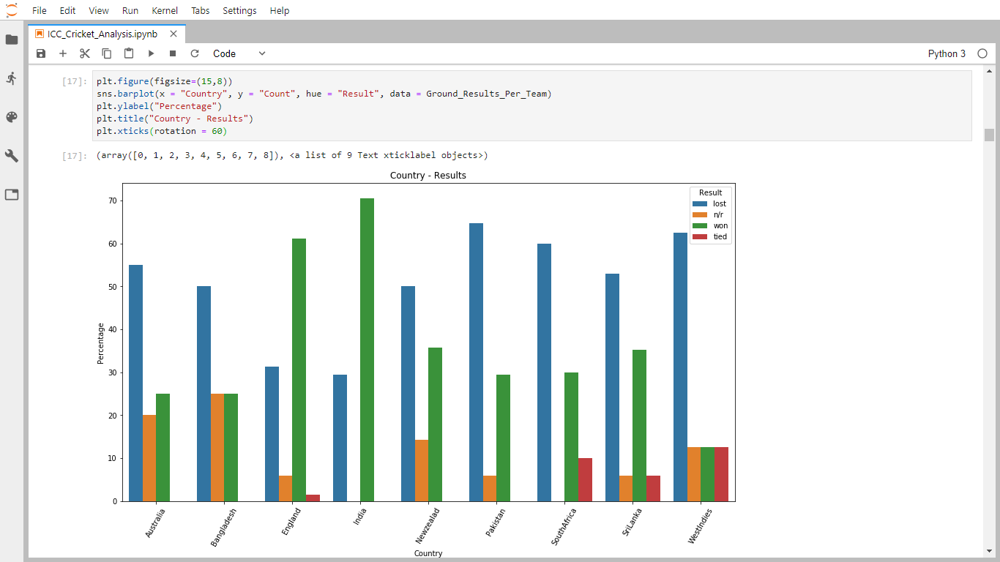 File Edit View Run Kernel Tabs Settings Help
ICC_Cricket_Analysis.ipynb
Code
Python 3
[17]:
plt.figure(figsize=(15,8))
sns.barplot(x = "Country", y = "Count", hue = "Result", data = Ground_Results_Per_Team)
plt.ylabel("Percentage")
plt.title("Country - Results")
plt.xticks(rotation = 60)
[17]: (array([0, 1, 2, 3, 4, 5, 6, 7, 8]), <a list of 9 Text xticklabel objects>)
Country - Results
Result
lost
n/r
won
tied
70
60
50
40
30
20
10
0
Percentage
Australia
Bangladesh
England
India
Newzealad
Pakistan
SouthAfrica
SriLanka
WestIndies
Country